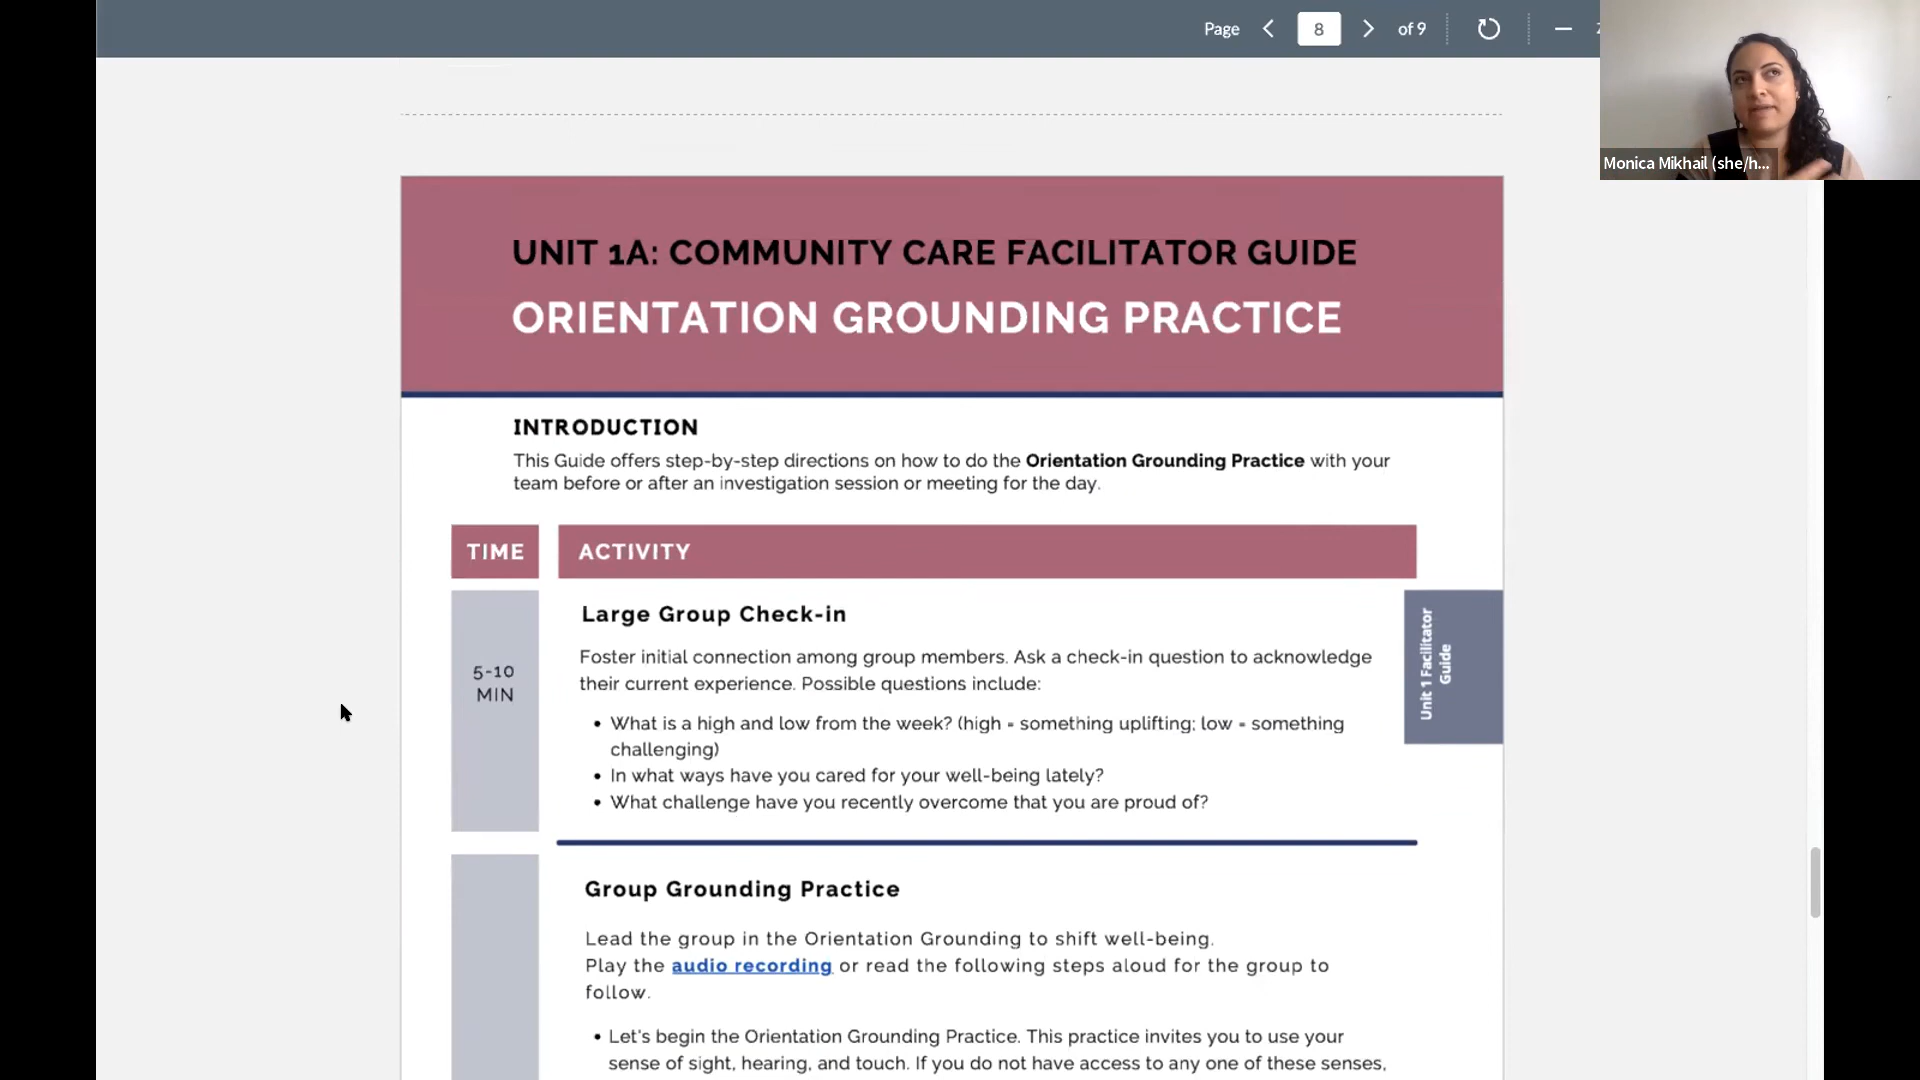 Page 8 of 9
Monica Mikhail (she/h...
UNIT 1A: COMMUNITY CARE FACILITATOR GUIDE
ORIENTATION GROUNDING PRACTICE
INTRODUCTION
This Guide offers step-by-step directions on how to do the Orientation Grounding Practice with your
team before or after an investigation session or meeting for the day.
TIME
ACTIVITY
5-10
MIN
Large Group Check-in
Foster initial connection among group members. Ask a check-in question to acknowledge
their current experience. Possible questions include:
• What is a high and low from the week? (high = something uplifting; low = something
challenging)
• In what ways have you cared for your well-being lately?
• What challenge have you recently overcome that you are proud of?
Unit 1 Facilitator
Guide
Group Grounding Practice
Lead the group in the Orientation Grounding to shift well-being.
Play the audio recording or read the following steps aloud for the group to
follow.
• Let's begin the Orientation Grounding Practice. This practice invites you to use your
sense of sight, hearing, and touch. If you do not have access to any one of these senses,